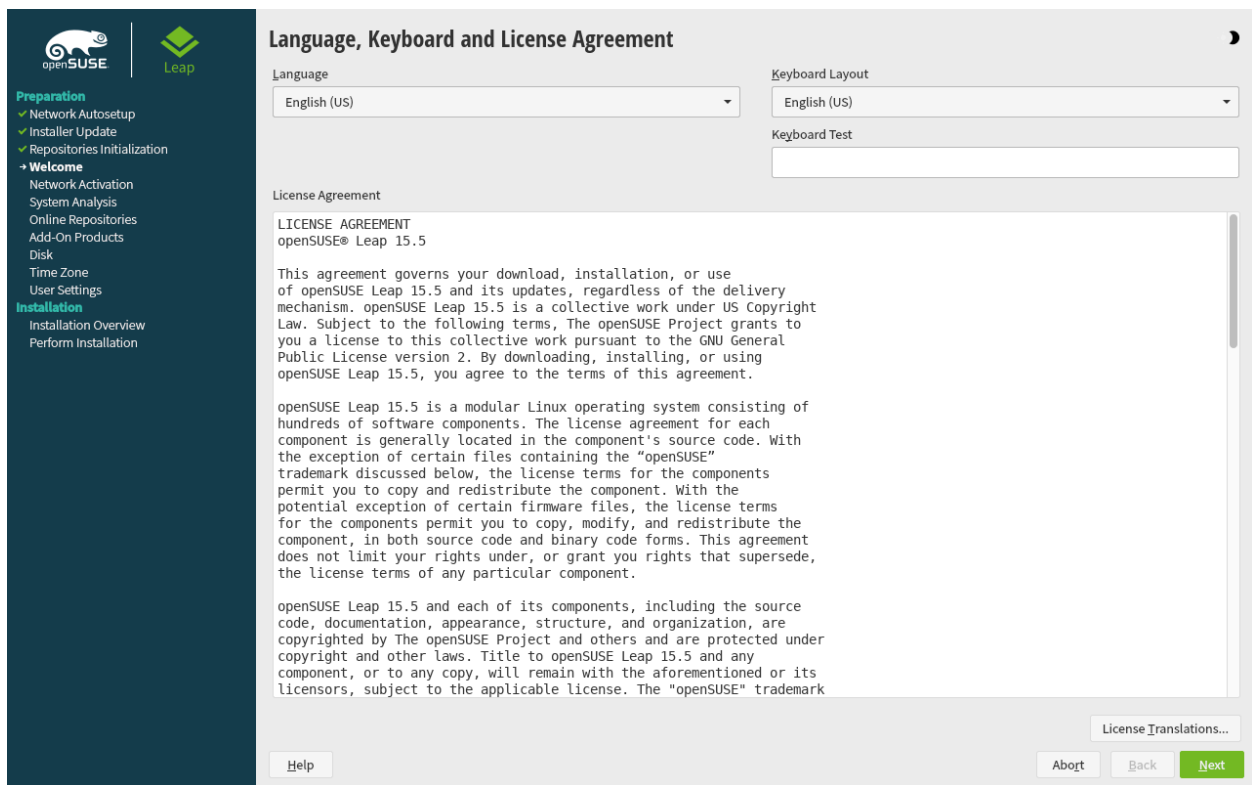 openSUSE
Leap
Preparation
Network Autosetup
Installer Update
Repositories Initialization
Welcome
Network Activation
System Analysis
Online Repositories
Add-On Products
Disk
Time Zone
User Settings
Installation
Installation Overview
Perform Installation
Language, Keyboard and License Agreement
Language
English (US)
Keyboard Layout
English (US)
Keyboard Test
License Agreement
LICENSE AGREEMENT
openSUSE® Leap 15.5
This agreement governs your download, installation, or use
of openSUSE Leap 15.5 and its updates, regardless of the delivery
mechanism. openSUSE Leap 15.5 is a collective work under US Copyright
Law. Subject to the following terms, The openSUSE Project grants to
you a license to this collective work pursuant to the GNU General
Public License version 2. By downloading, installing, or using
openSUSE Leap 15.5, you agree to the terms of this agreement.
openSUSE Leap 15.5 is a modular Linux operating system consisting of
hundreds of software components. The license agreement for each
component is generally located in the component's source code. With
the exception of certain files containing the “openSUSE”
trademark discussed below, the license terms for the components
permit you to copy and redistribute the component. With the
potential exception of certain firmware files, the license terms
for the components permit you to copy, modify, and redistribute the
component, in both source code and binary code forms. This agreement
does not limit your rights under, or grant you rights that supersede,
the license terms of any particular component.
openSUSE Leap 15.5 and each of its components, including the source
code, documentation, appearance, structure, and organization, are
copyrighted by The openSUSE Project and others and are protected under
copyright and other laws. Title to openSUSE Leap 15.5 and any
component, or to any copy, will remain with the aforementioned or its
licensors, subject to the applicable license. The "openSUSE" trademark
License Translations...
Help
Abort
Back
Next